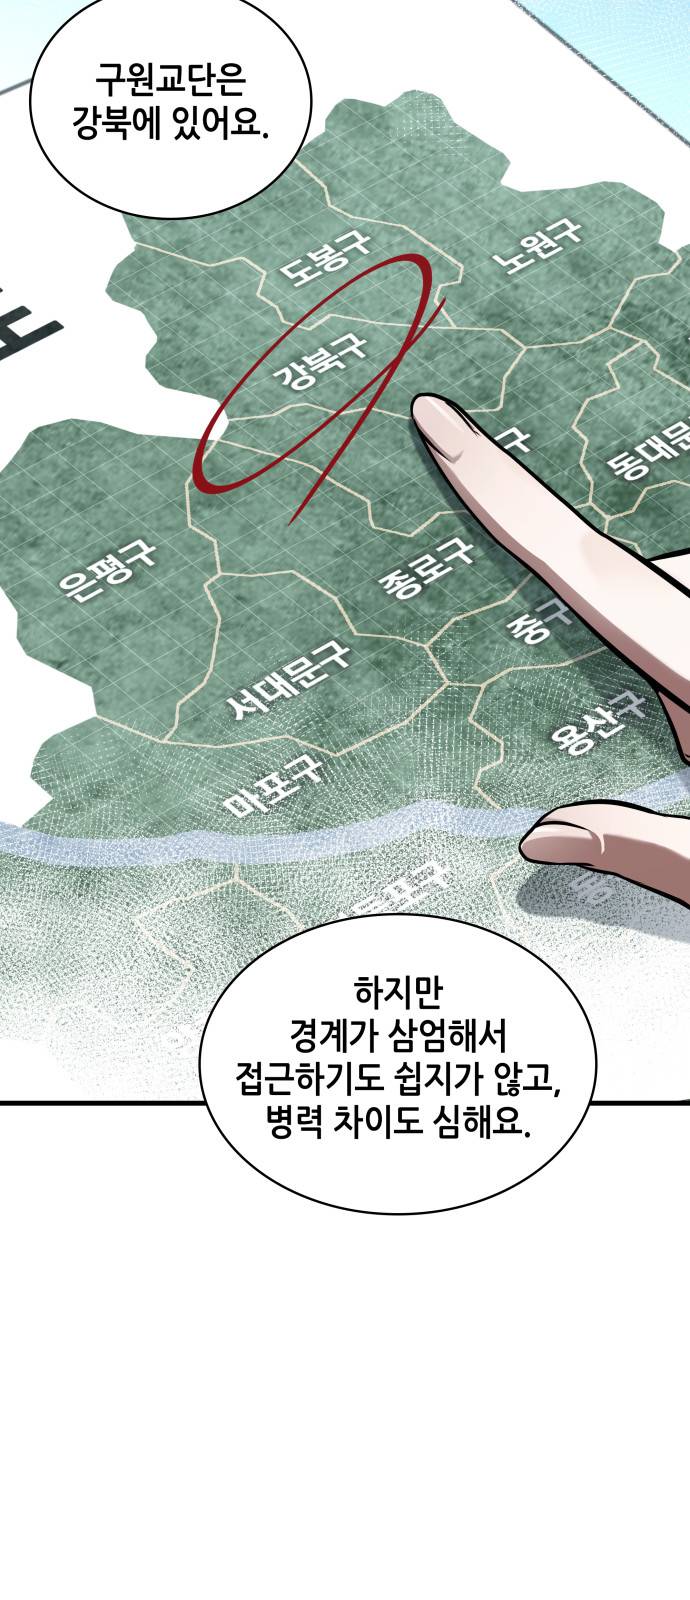 구원교단은
강북에 있어요.
도봉구
노원구
강북구
구
동대문
은평구
종로구
중구
서대문구
용산구
마포구
하지만
경계가 삼엄해서
접근하기도 쉽지가 않고,
병력 차이도 심해요.